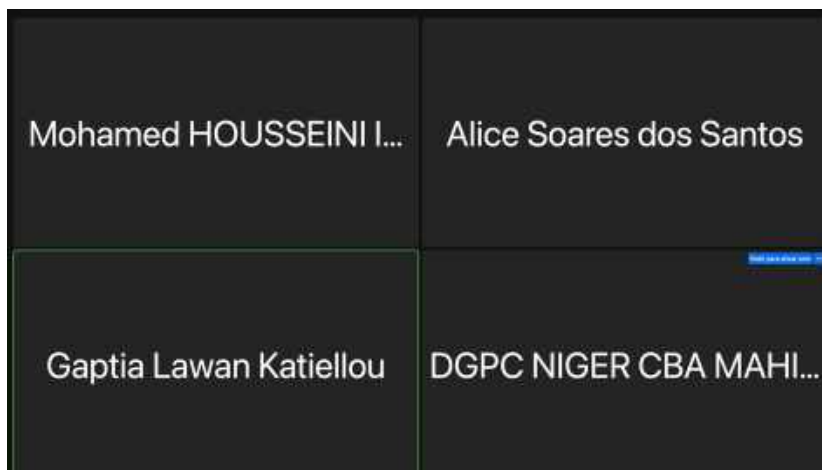 Mohamed HOUSSEINI I...
Alice Soares dos Santos
Gaptia Lawan Katiellou
DGPC NIGER CBA MAHI...